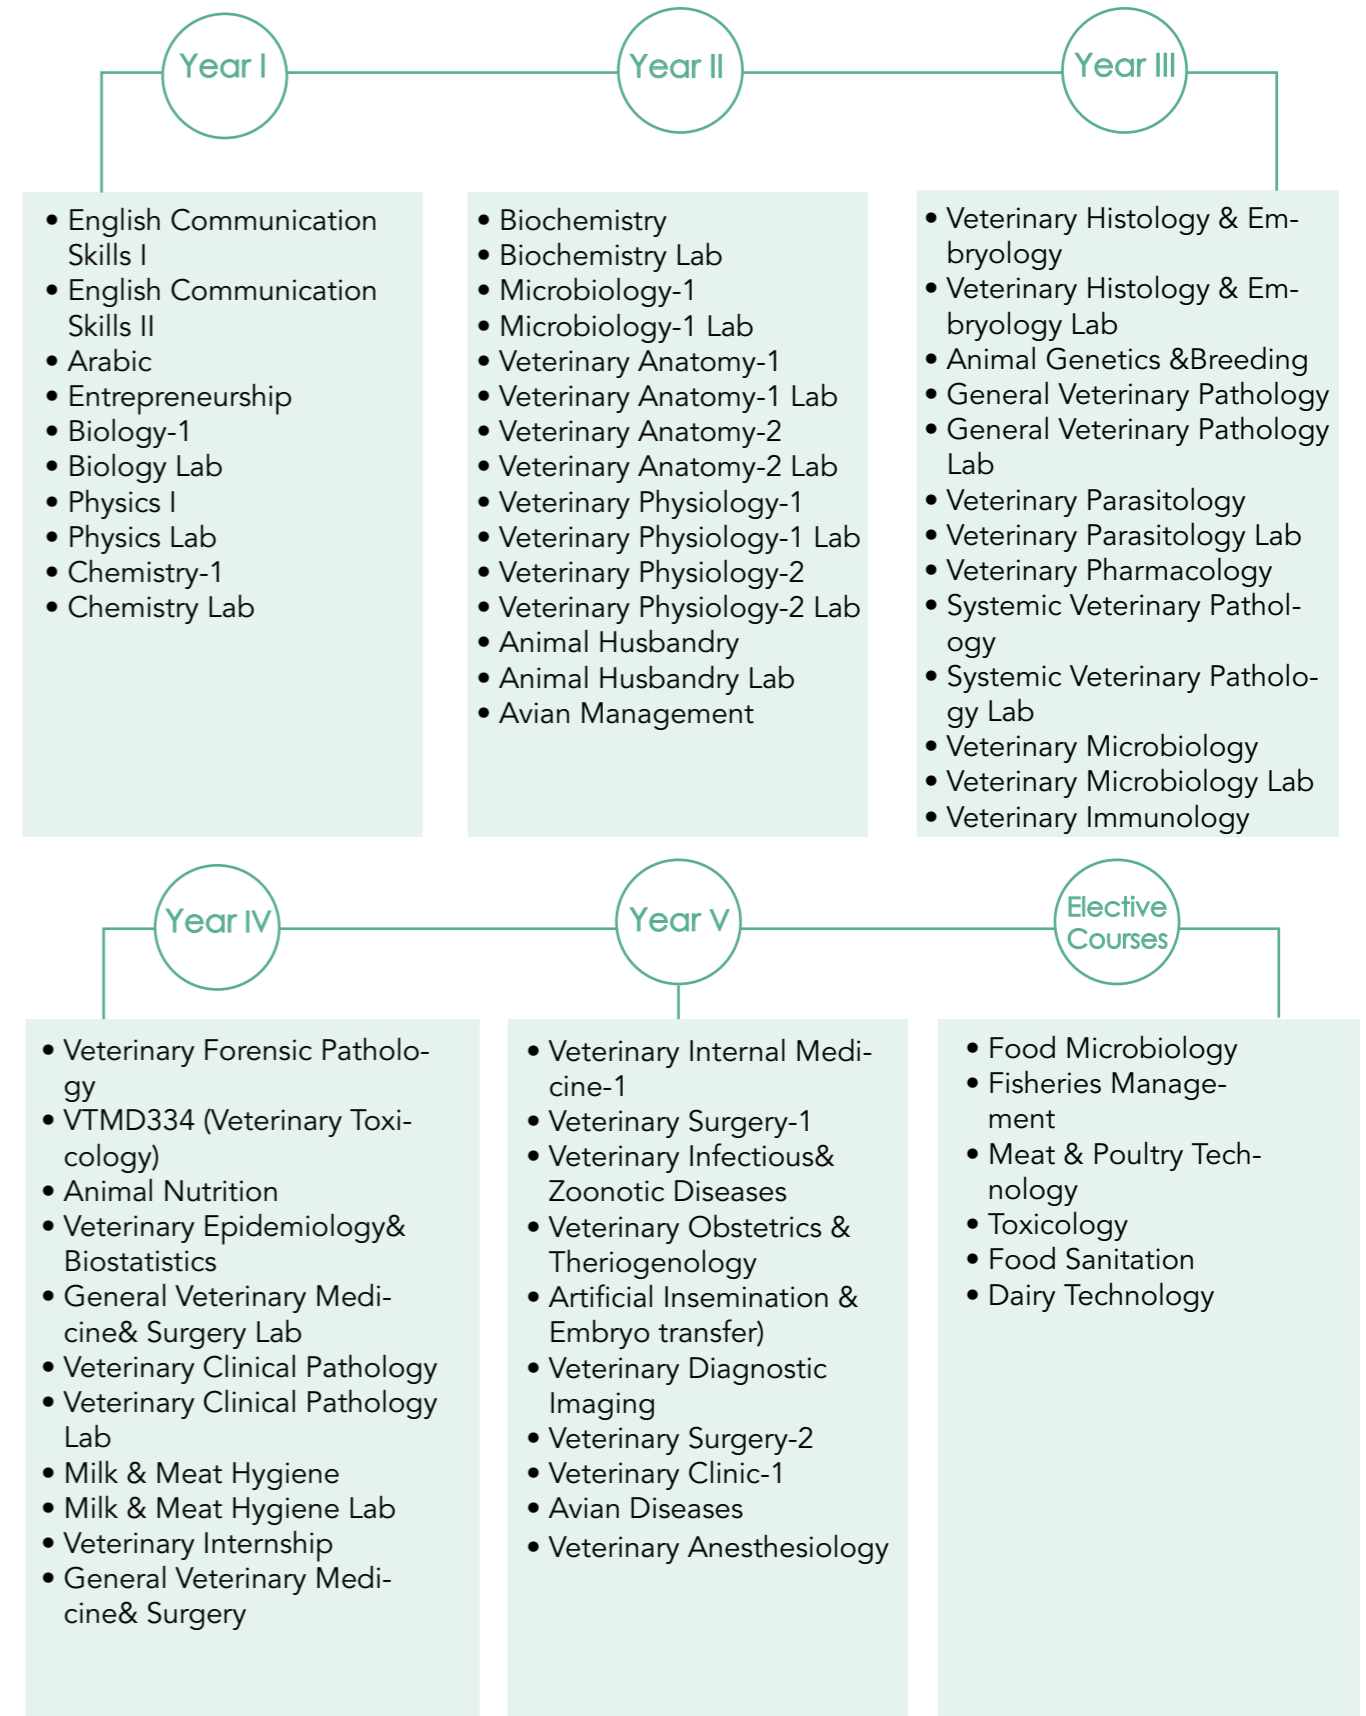 Year I
• English Communication
Skills I
• English Communication
Skills II
• Arabic
• Entrepreneurship
• Biology-1
• Biology Lab
• Physics I
• Physics Lab
• Chemistry-1
• Chemistry Lab
Year II
• Biochemistry
• Biochemistry Lab
• Microbiology-1
• Microbiology-1 Lab
• Veterinary Anatomy-1
• Veterinary Anatomy-1 Lab
• Veterinary Anatomy-2
• Veterinary Anatomy-2 Lab
• Veterinary Physiology-1
• Veterinary Physiology-1 Lab
• Veterinary Physiology-2
• Veterinary Physiology-2 Lab
• Animal Husbandry
• Animal Husbandry Lab
• Avian Management
Year III
• Veterinary Histology & Em-
bryology
• Veterinary Histology & Em-
bryology Lab
• Animal Genetics &Breeding
• General Veterinary Pathology
• General Veterinary Pathology
Lab
• Veterinary Parasitology
• Veterinary Parasitology Lab
• Veterinary Pharmacology
• Systemic Veterinary Pathol-
ogy
• Systemic Veterinary Patholo-
gy Lab
• Veterinary Microbiology
• Veterinary Microbiology Lab
• Veterinary Immunology
Year IV
• Veterinary Forensic Patholo-
gy
• VTMD334 (Veterinary Toxi-
cology)
• Animal Nutrition
• Veterinary Epidemiology&
Biostatistics
• General Veterinary Medi-
cine& Surgery Lab
• Veterinary Clinical Pathology
• Veterinary Clinical Pathology
Lab
• Milk & Meat Hygiene
• Milk & Meat Hygiene Lab
• Veterinary Internship
• General Veterinary Medi-
cine& Surgery
Year V
• Veterinary Internal Medi-
cine-1
• Veterinary Surgery-1
• Veterinary Infectious&
Zoonotic Diseases
• Veterinary Obstetrics &
Theriogenology
• Artificial Insemination &
Embryo transfer)
• Veterinary Diagnostic
Imaging
• Veterinary Surgery-2
• Veterinary Clinic-1
• Avian Diseases
• Veterinary Anesthesiology
Elective
Courses
• Food Microbiology
• Fisheries Manage-
ment
• Meat & Poultry Tech-
nology
• Toxicology
• Food Sanitation
• Dairy Technology